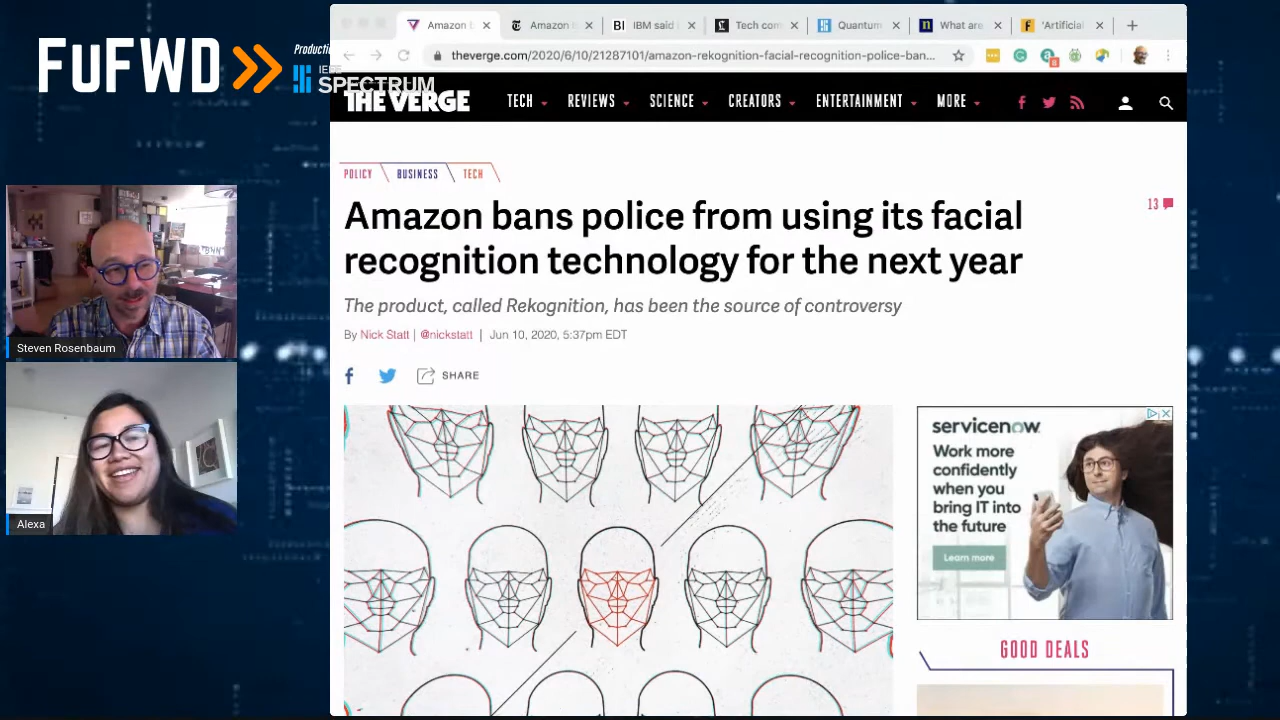 FUFWD
IEEE
SPECTRUM
Steven Rosenbaum
Alexa
Amazon
Amazon
BI IBM said
Tech com
Quantum
What are
'Artificial
theverge.com/2020/6/10/21287101/amazon-rekognition-facial-recognition-police-ban...
THE VERGE TECH REVIEWS SCIENCE CREATORS ENTERTAINMENT MORE
POLICY BUSINESS TECH
Amazon bans police from using its facial
recognition technology for the next year
13
The product, called Rekognition, has been the source of controversy
By Nick Statt | @nickstatt | Jun 10, 2020, 5:37pm EDT
SHARE
servicenow
Work more
confidently
when you
bring IT into
the future
Learn more
GOOD DEALS